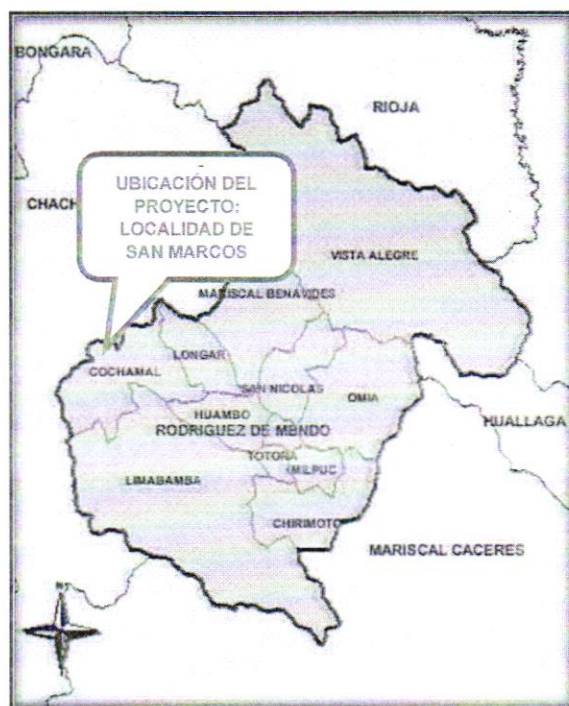 BONGARA
RIOJA
CHACH
UBICACIÓN DEL
PROYECTO:
LOCALIDAD DE
SAN MARCOS
VISTA ALEGRE
MARISCAL BENAVIDES
LONGAR
COCHAMAL
SAN NICOLAS
OMIA
HUAMBO
HUALLAGA
RODRIGUEZ DE MENDO
TOTORA
MILPUC
LIMABAMBA
CHIRIMOTO
MARISCAL CACERES